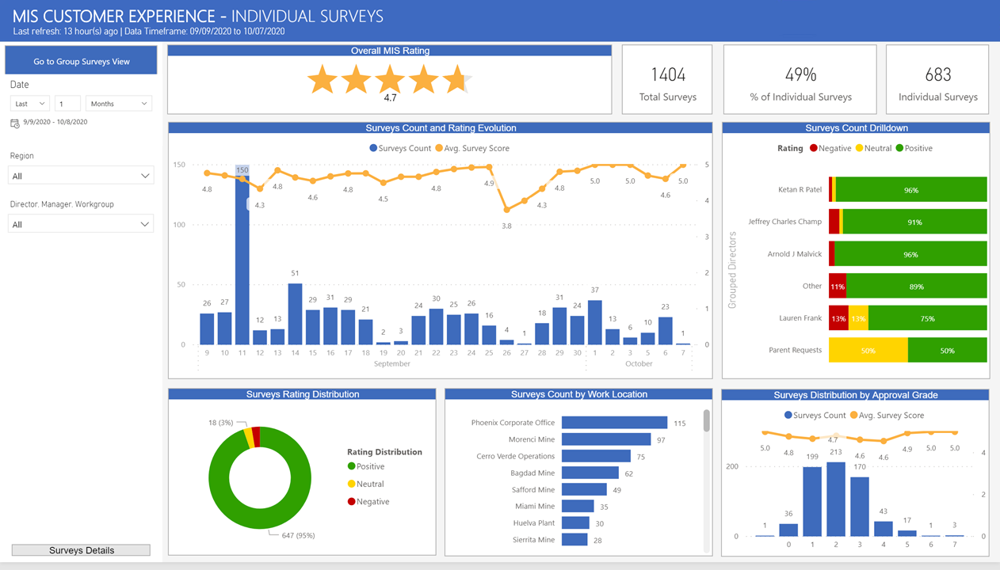 MIS CUSTOMER EXPERIENCE - INDIVIDUAL SURVEYS
Last refresh: 13 hour(s) ago | Data Timeframe: 09/09/2020 to 10/07/2020
Go to Group Surveys View
Date
Last 1 Months
9/9/2020 - 10/8/2020
Region
All
Director. Manager. Workgroup
All
Surveys Details
Overall MIS Rating
4.7
1404
Total Surveys
49%
% of Individual Surveys
683
Individual Surveys
Surveys Count and Rating Evolution
Surveys Count Avg. Survey Score
150 100 50 0
5 4 3 2 1 0
4.8 4.3 4.8 4.6 4.8 4.5 4.8 4.9 3.8 4.3 4.8 5.0 5.0 4.6 5.0
26 27 150 12 13 51 29 31 29 21 2 3 24 30 25 26 16 4 1 18 31 24 37 13 6 10 23 1
9 10 11 12 13 14 15 16 17 18 19 20 21 22 23 24 25 26 27 28 29 30 1 2 3 5 6 7
September October
Surveys Count Drilldown
Rating Negative Neutral Positive
Grouped Directors
Ketan R Patel 96%
Jeffrey Charles Champ 91%
Arnold J Malvick 96%
Other 11% 89%
Lauren Frank 13% 13% 75%
Parent Requests 50% 50%
Surveys Rating Distribution
18 (3%)
647 (95%)
Rating Distribution
Positive
Neutral
Negative
Surveys Count by Work Location
Phoenix Corporate Office 115
Morenci Mine 97
Cerro Verde Operations 75
Bagdad Mine 62
Safford Mine 49
Miami Mine 35
Huelva Plant 30
Sierrita Mine 28
Surveys Distribution by Approval Grade
Surveys Count Avg. Survey Score
5.0 4.8 4.7 4.6 4.6 4.9 5.0 5.0
200 0
4 2 0
1 36 199 213 170 43 17 1 3
0 1 2 3 4 5 6 7